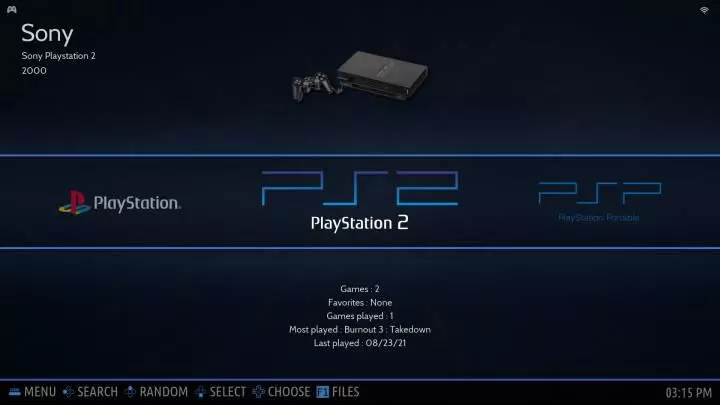 Sony
Sony Playstation 2
2000
PlayStation®
PS2
PlayStation 2
PSP
PlayStation Portable
Games : 2
Favorites : None
Games played : 1
Most played : Burnout 3 : Takedown
Last played : 08/23/21
MENU SEARCH RANDOM SELECT CHOOSE F1 FILES
03:15 PM